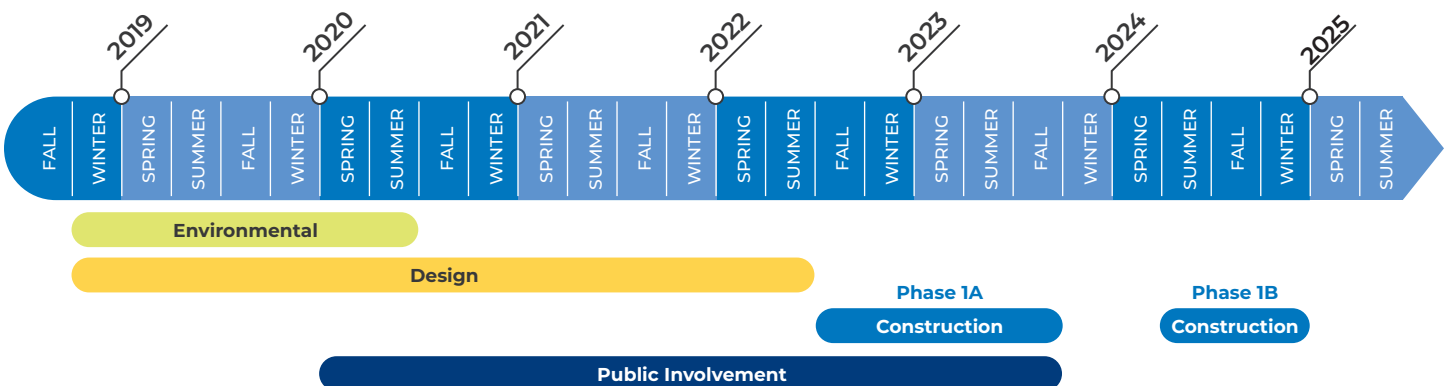 2019 2020 2021 2022 2023 2024 2025
FALL WINTER SPRING SUMMER FALL WINTER SPRING SUMMER FALL WINTER SPRING SUMMER FALL WINTER SPRING SUMMER FALL WINTER SPRING SUMMER FALL WINTER SPRING SUMMER FALL WINTER SPRING SUMMER
Environmental
Design
Phase 1A Phase 1B
Construction Construction
Public Involvement